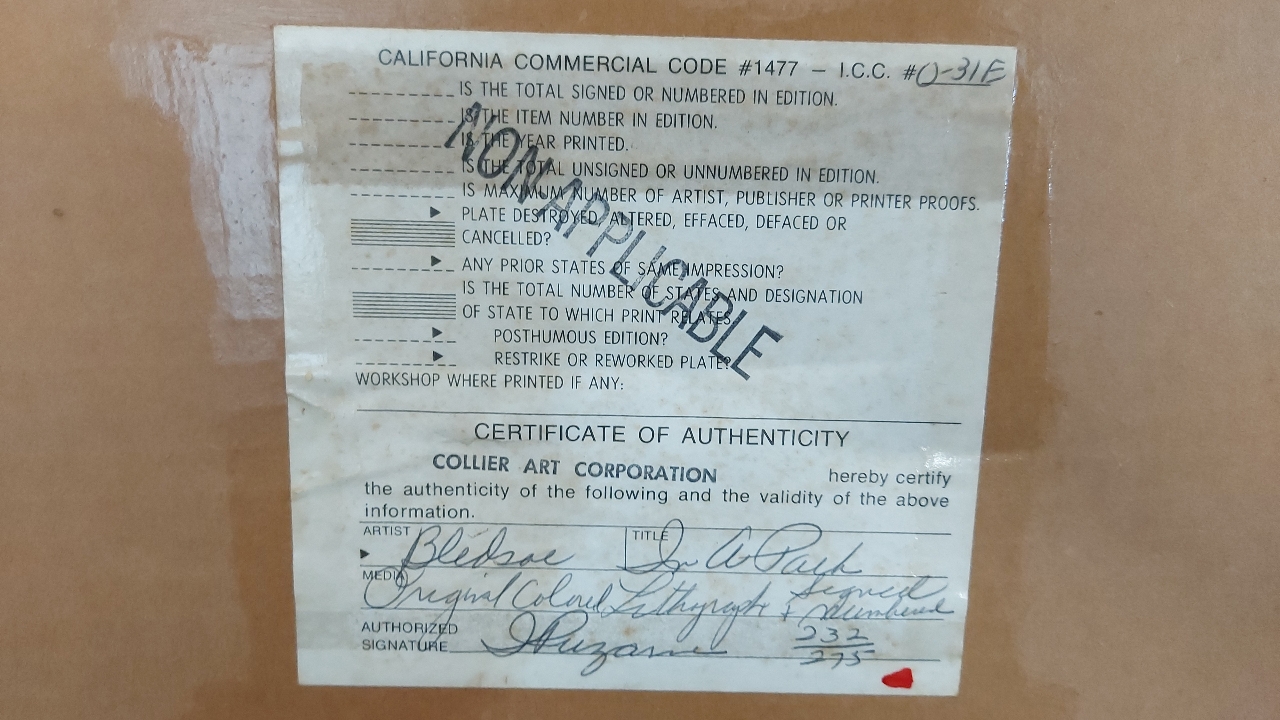 CALIFORNIA COMMERCIAL CODE #1477 — I.C.C. #O-31E
IS THE TOTAL SIGNED OR NUMBERED IN EDITION.
IS THE ITEM NUMBER IN EDITION.
IS THE YEAR PRINTED.
IS THE TOTAL UNSIGNED OR UNNUMBERED IN EDITION.
IS MAXIMUM NUMBER OF ARTIST, PUBLISHER OR PRINTER PROOFS.
PLATE DESTROYED, ALTERED, EFFACED, DEFACED OR
CANCELLED?
ANY PRIOR STATES OF SAME IMPRESSION?
IS THE TOTAL NUMBER OF STATES AND DESIGNATION
OF STATE TO WHICH PRINT RELATES
POSTHUMOUS EDITION?
RESTRIKE OR REWORKED PLATE?
NON APPLICABLE
WORKSHOP WHERE PRINTED IF ANY:
CERTIFICATE OF AUTHENTICITY
COLLIER ART CORPORATION hereby certify
the authenticity of the following and the validity of the above
information.
ARTIST Bledsoe TITLE In A Park
MEDIA Original Colored Lithograph Signed + Numbered
AUTHORIZED
SIGNATURE 232/275